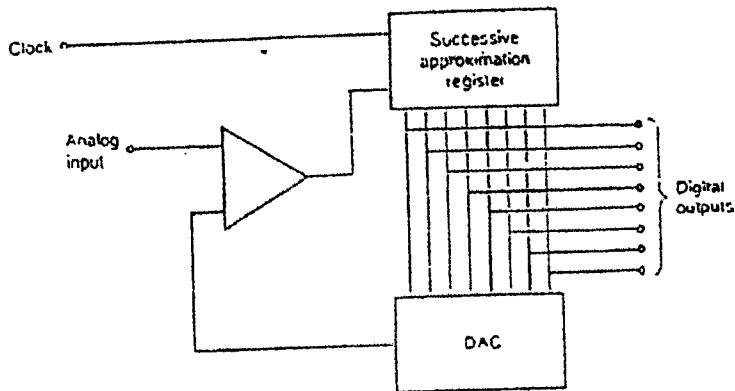 Clock
Successive
approximation
register
Analog
input
Digital
outputs
DAC